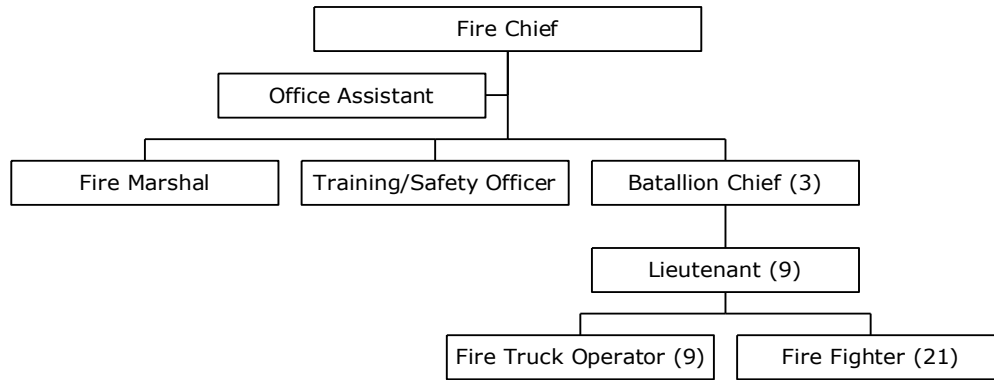 Fire Chief
Office Assistant
Fire Marshal
Training/Safety Officer
Batallion Chief (3)
Lieutenant (9)
Fire Truck Operator (9)
Fire Fighter (21)